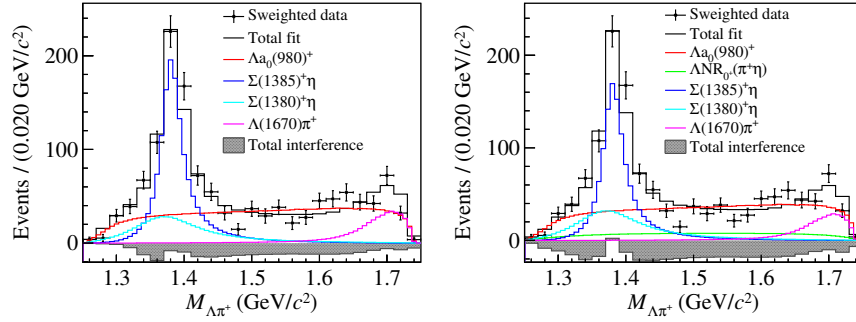 Events / (0.020 GeV/c²)
200
100
0
Sweighted data
Total fit
Λa₀(980)⁺
Σ(1385)⁺η
Σ(1380)⁺η
Λ(1670)π⁺
Total interference
1.3 1.4 1.5 1.6 1.7
M_Λπ⁺ (GeV/c²)
Events / (0.020 GeV/c²)
200
100
0
Sweighted data
Total fit
Λa₀(980)⁺
ΛNR₀₊(π⁺η)
Σ(1385)⁺η
Σ(1380)⁺η
Λ(1670)π⁺
Total interference
1.3 1.4 1.5 1.6 1.7
M_Λπ⁺ (GeV/c²)